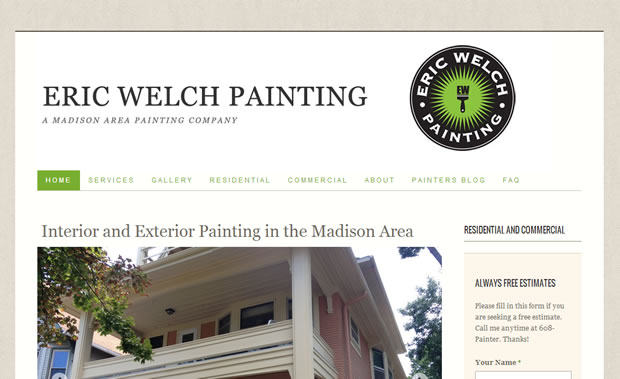 ERIC WELCH PAINTING
A MADISON AREA PAINTING COMPANY
ERIC WELCH
EW
PAINTING
HOME SERVICES GALLERY RESIDENTIAL COMMERCIAL ABOUT PAINTERS BLOG FAQ
Interior and Exterior Painting in the Madison Area
RESIDENTIAL AND COMMERCIAL
ALWAYS FREE ESTIMATES
Please fill in this form if you
are seeking a free estimate.
Call me anytime at 608-
Painter. Thanks!
Your Name *